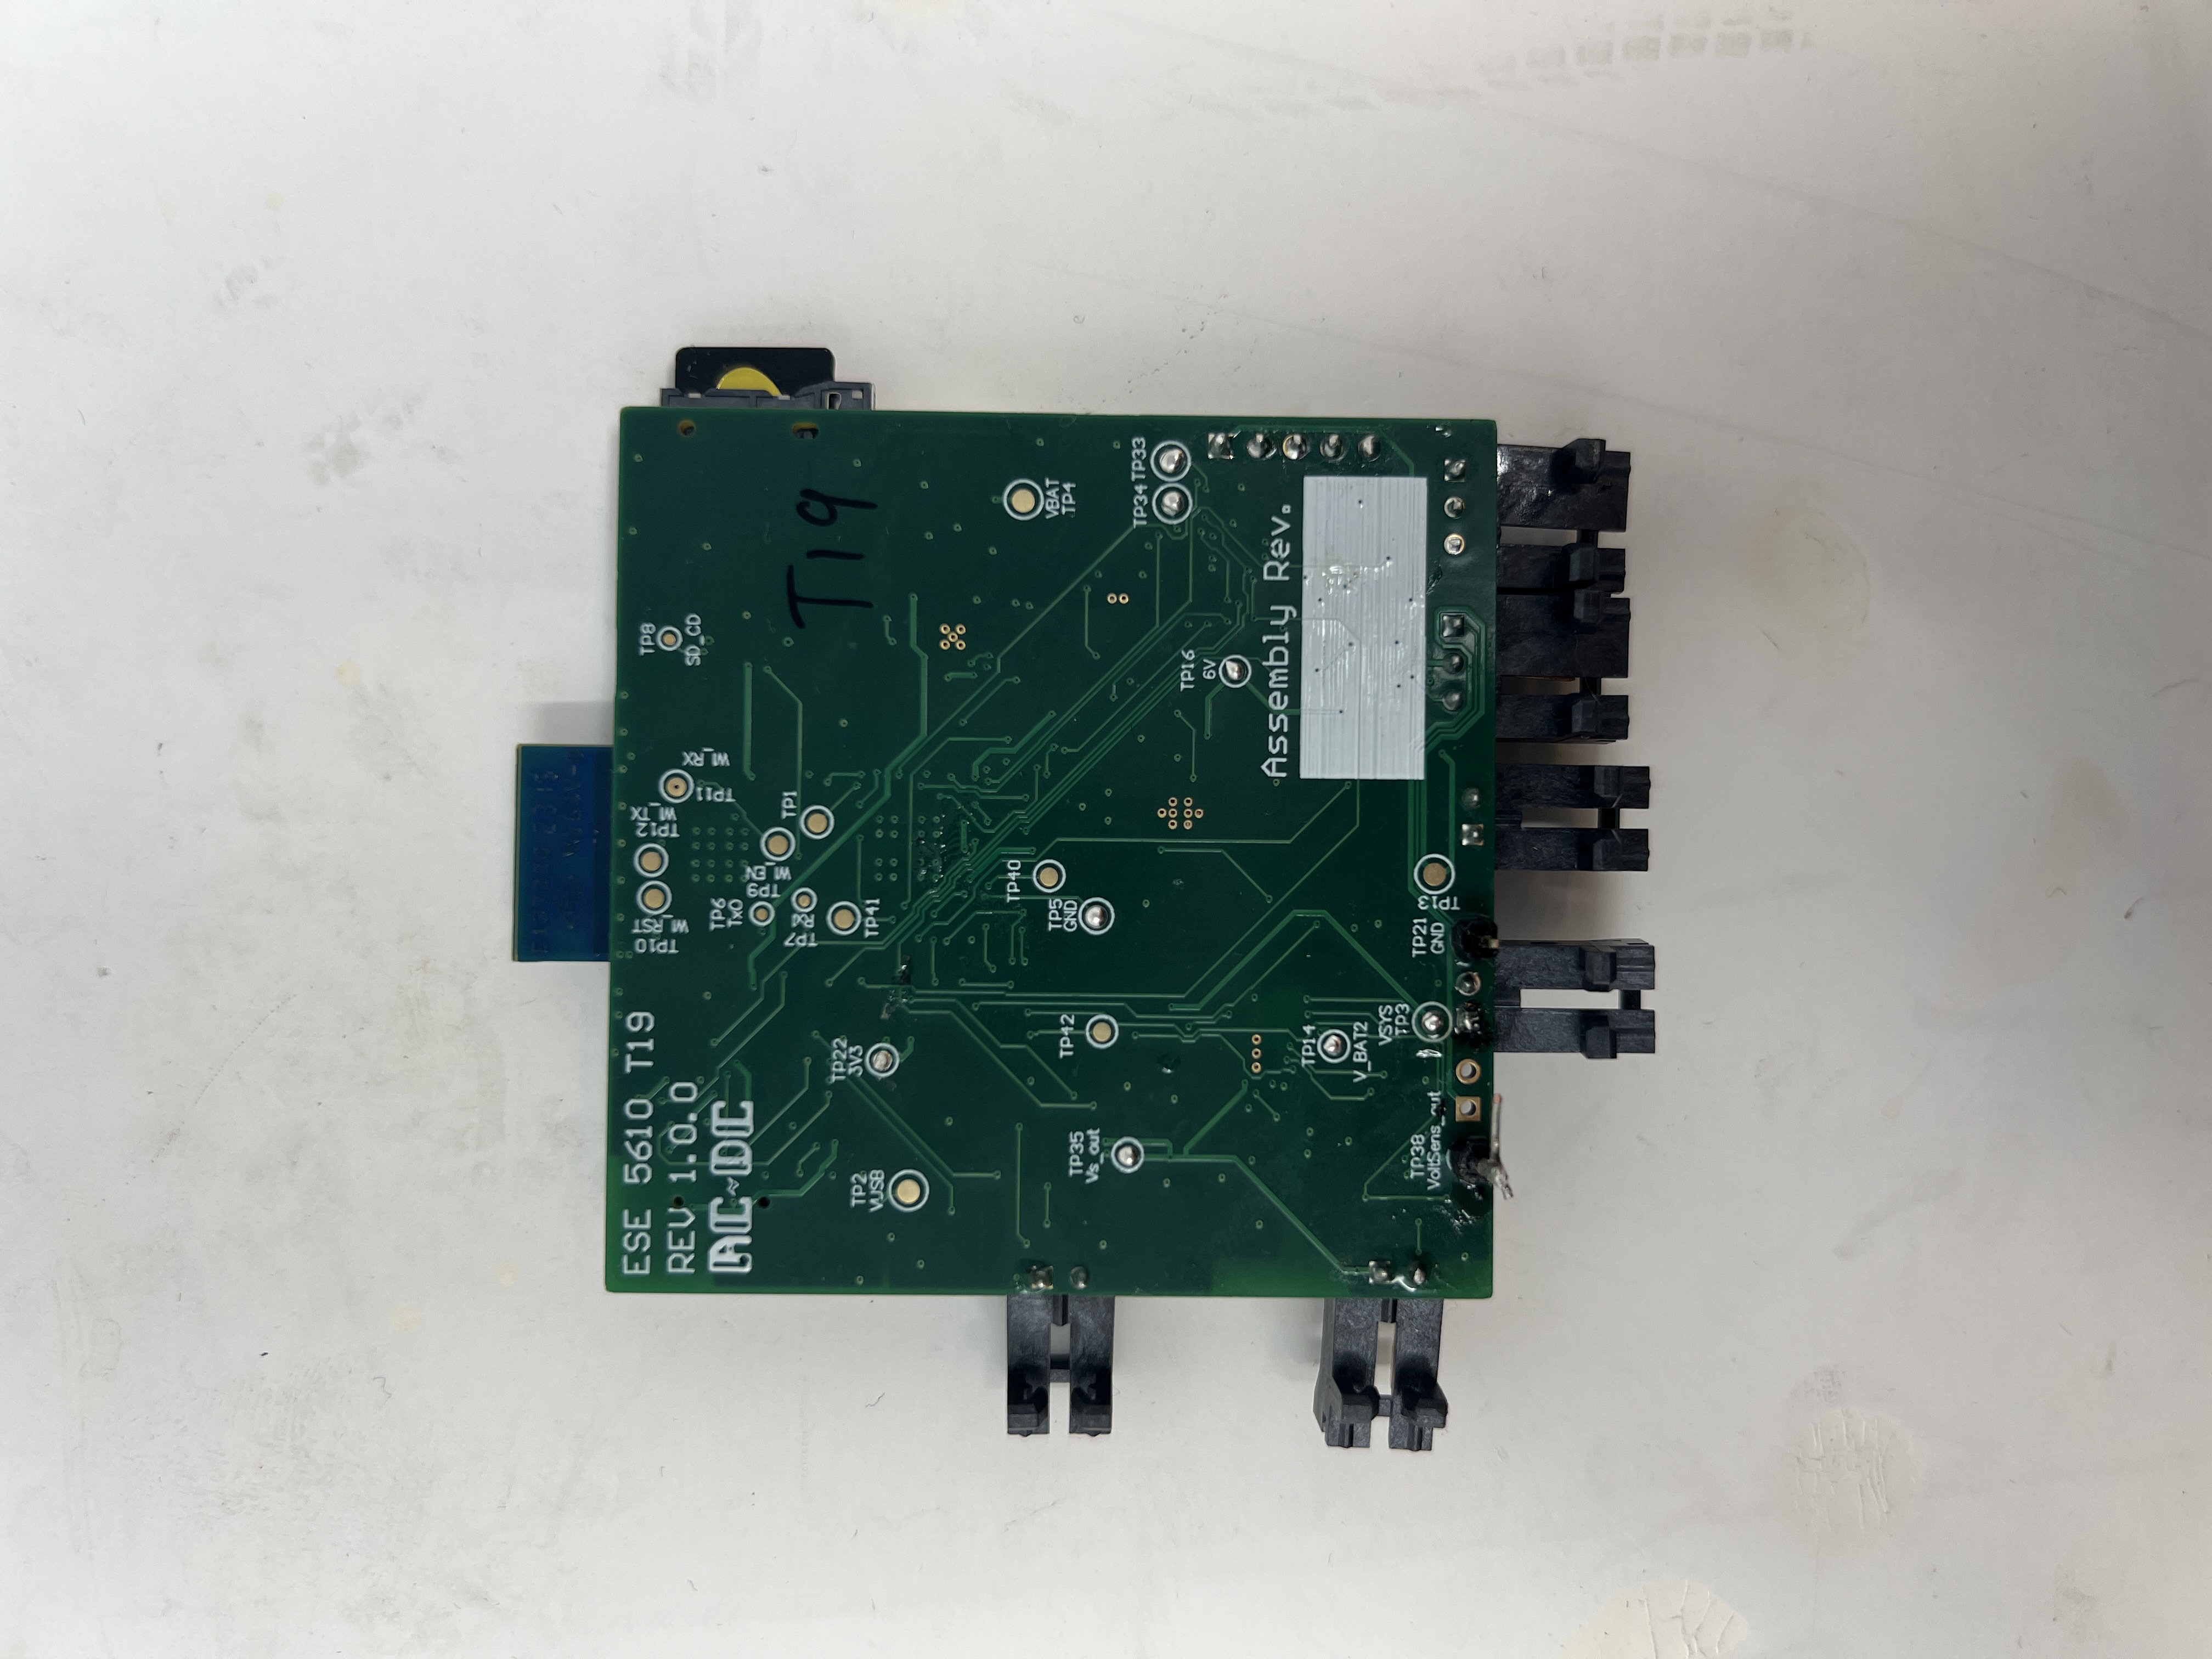 ESE 5610 T19
REV 1.0.0
AC~DC
TP10
WI_RST
TP12
WI_TX
TP11
WI_RX
TP8
SD_CD
TP6
TxO
TP9
WI_EN
TP7
RxI
TP1
TP41
T19
TP2
VUSB
TP22
3V3
TP40
TP5
GND
TP42
TP35
Vs_out
VBAT
TP4
TP34
TP33
TP16
6V
Assembly Rev.
TP14
V_BAT2
VSYS
TP3
TP38
VoltSens_out
TP21
GND
TP13